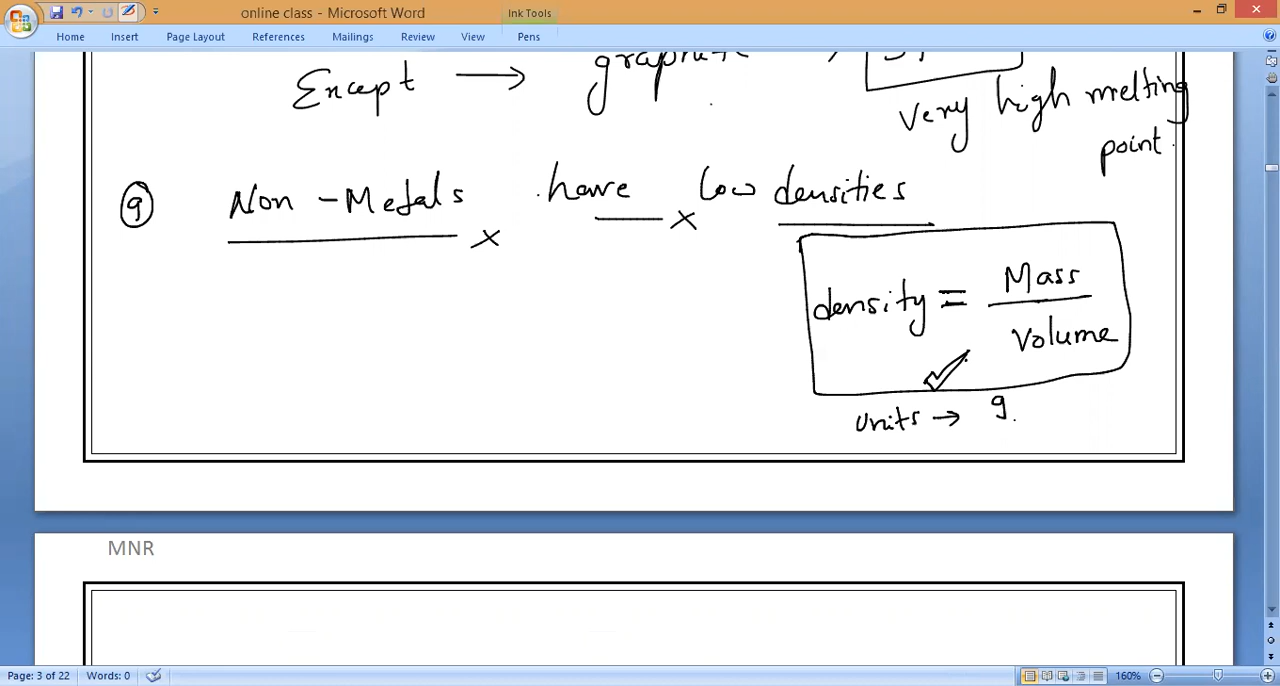 online class - Microsoft Word
Ink Tools
Home Insert Page Layout References Mailings Review View Pens
Except → graphite →
very high melting
point.
9 Non-Metals have low densities
density = Mass
Volume
Units → g.
MNR
Page: 3 of 22 Words: 0 160%